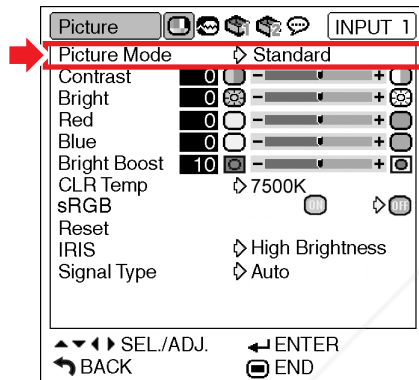 Picture INPUT 1
Picture Mode Standard
Contrast 0 - +
Bright 0 - +
Red 0 - +
Blue 0 - +
Bright Boost 10 - +
CLR Temp 7500K
sRGB ON OFF
Reset
IRIS High Brightness
Signal Type Auto
SEL./ADJ. ENTER
BACK END